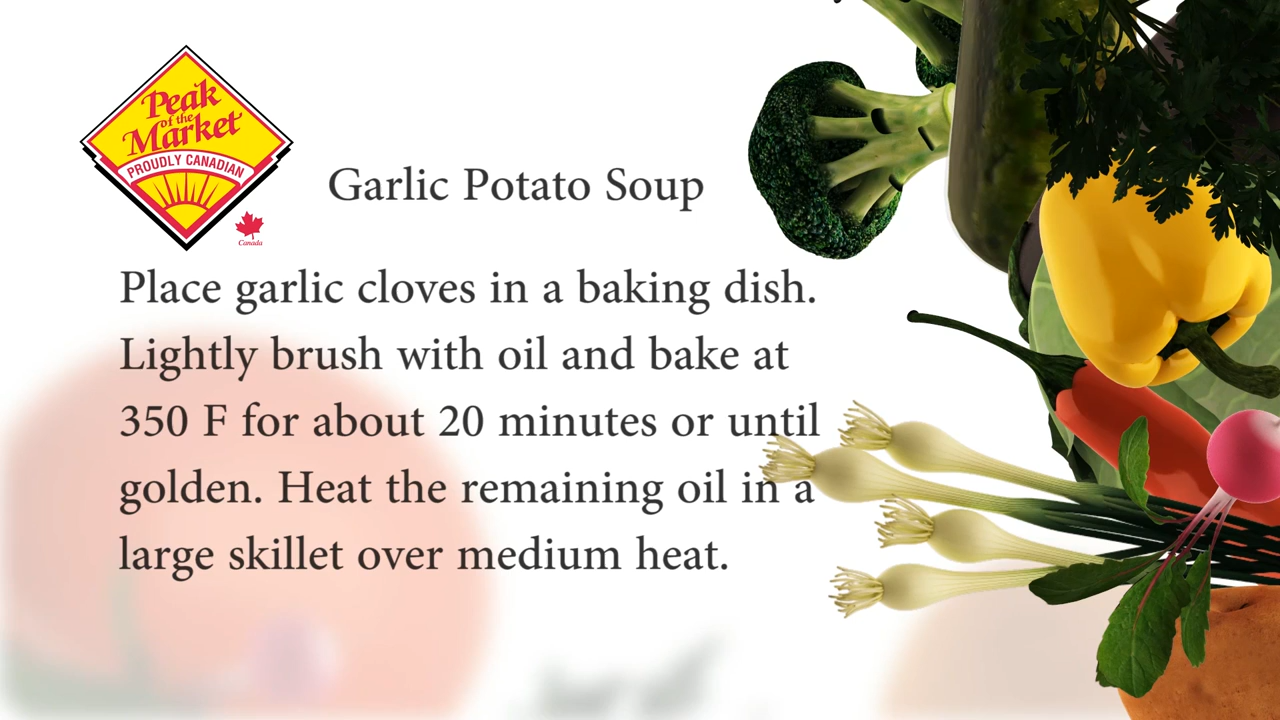 Peak
of the
Market
PROUDLY CANADIAN
Canada
Garlic Potato Soup
Place garlic cloves in a baking dish.
Lightly brush with oil and bake at
350 F for about 20 minutes or until
golden. Heat the remaining oil in a
large skillet over medium heat.